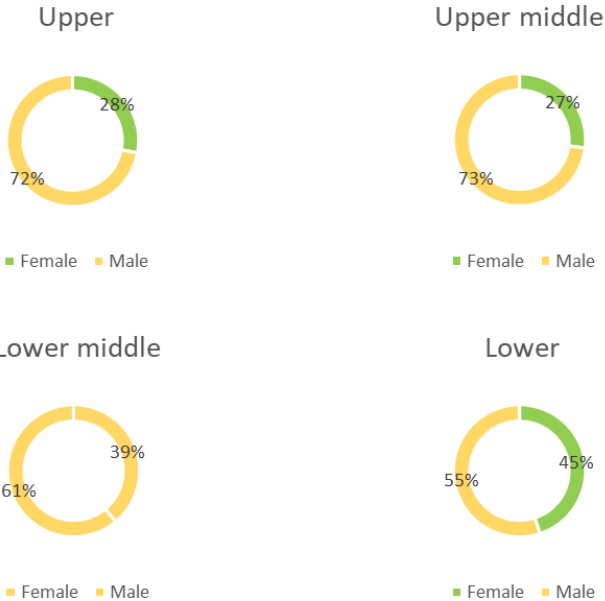 Upper
28%
72%
Female Male
Upper middle
27%
73%
Female Male
Lower middle
39%
61%
Female Male
Lower
45%
55%
Female Male